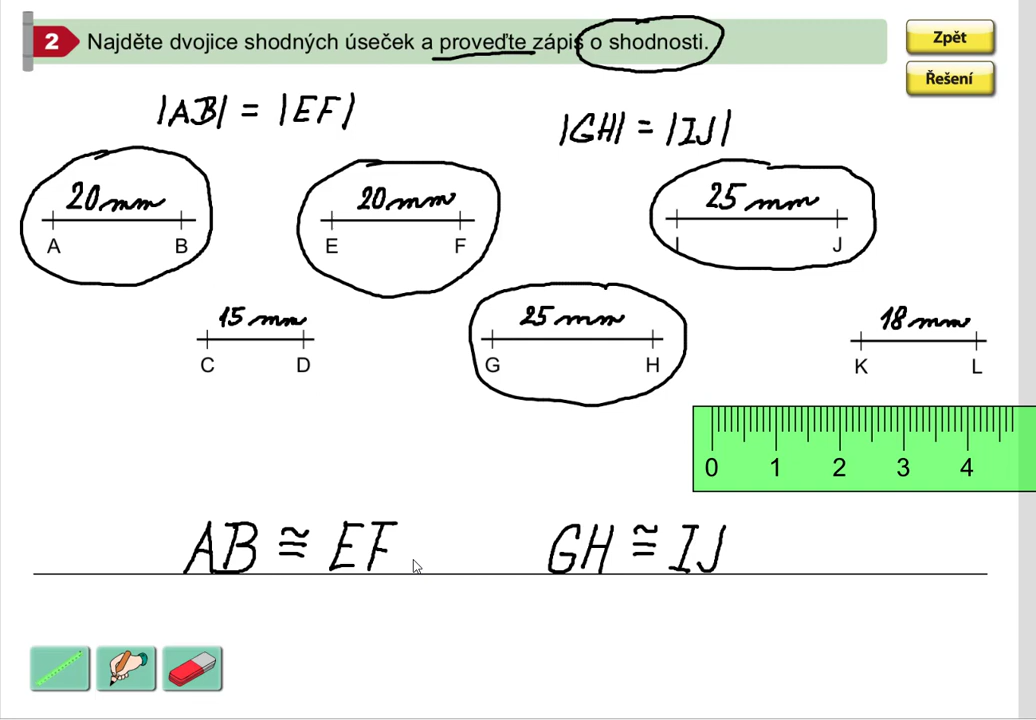 2 Najděte dvojice shodných úseček a proveďte zápis o shodnosti.
Zpět
Řešení
|AB| = |EF|
|GH| = |IJ|
20 mm
20 mm
25 mm
A B
E F
I J
15 mm
25 mm
18 mm
C D
G H
K L
0 1 2 3 4
AB ≅ EF
GH ≅ IJ